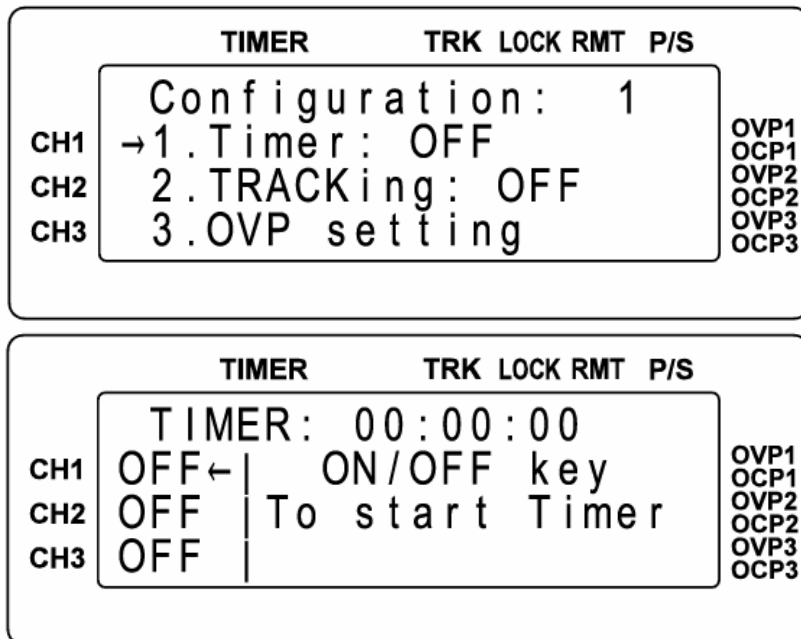 TIMER TRK LOCK RMT P/S
Configuration: 1
CH1 →1.Timer: OFF OVP1 OCP1
CH2 2.TRACKing: OFF OVP2 OCP2
CH3 3.OVP setting OVP3 OCP3
TIMER TRK LOCK RMT P/S
TIMER: 00:00:00
CH1 OFF←| ON/OFF key OVP1 OCP1
CH2 OFF |To start Timer OVP2 OCP2
CH3 OFF | OVP3 OCP3